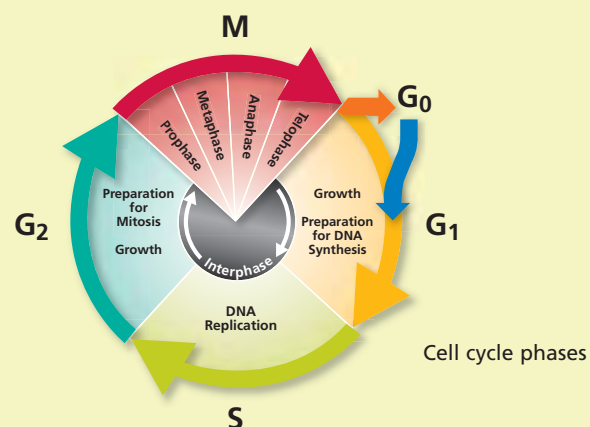 M
G0
Prophase
Metaphase
Anaphase
Telophase
G2
Preparation
for
Mitosis
Growth
Growth
Preparation
for DNA
Synthesis
G1
Interphase
DNA
Replication
Cell cycle phases
S